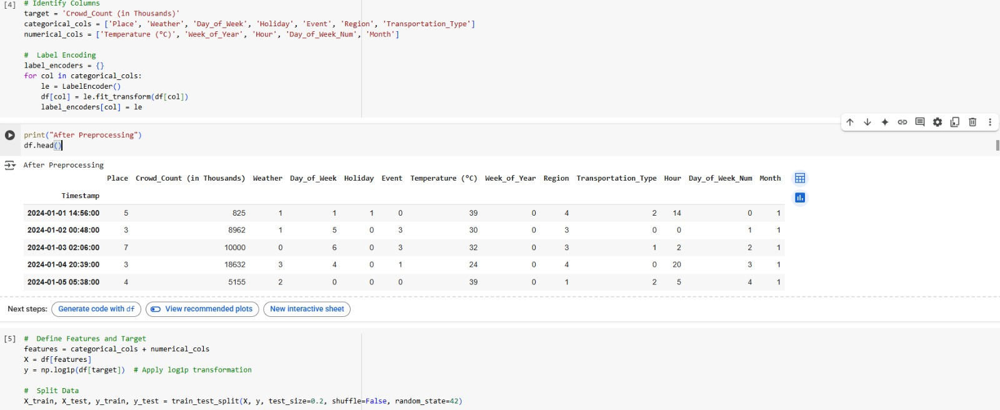 [4] # Identify Columns
target = 'Crowd_Count (in Thousands)'
categorical_cols = ['Place', 'Weather', 'Day_of_Week', 'Holiday', 'Event', 'Region', 'Transportation_Type']
numerical_cols = ['Temperature (°C)', 'Week_of_Year', 'Hour', 'Day_of_Week_Num', 'Month']
# Label Encoding
label_encoders = {}
for col in categorical_cols:
    le = LabelEncoder()
    df[col] = le.fit_transform(df[col])
    label_encoders[col] = le
print("After Preprocessing")
df.head()
After Preprocessing
Place Crowd_Count (in Thousands) Weather Day_of_Week Holiday Event Temperature (°C) Week_of_Year Region Transportation_Type Hour Day_of_Week_Num Month
Timestamp
2024-01-01 14:56:00 5 825 1 1 1 0 39 0 4 2 14 0 1
2024-01-02 00:48:00 3 8962 1 5 0 3 30 0 3 0 0 1 1
2024-01-03 02:06:00 7 10000 0 6 0 3 32 0 3 1 2 2 1
2024-01-04 20:39:00 3 18632 3 4 0 1 24 0 4 0 20 3 1
2024-01-05 05:38:00 4 5155 2 0 0 0 39 0 1 2 5 4 1
Next steps: Generate code with df View recommended plots New interactive sheet
[5] # Define Features and Target
features = categorical_cols + numerical_cols
X = df[features]
y = np.log1p(df[target]) # Apply log1p transformation
# Split Data
X_train, X_test, y_train, y_test = train_test_split(X, y, test_size=0.2, shuffle=False, random_state=42)